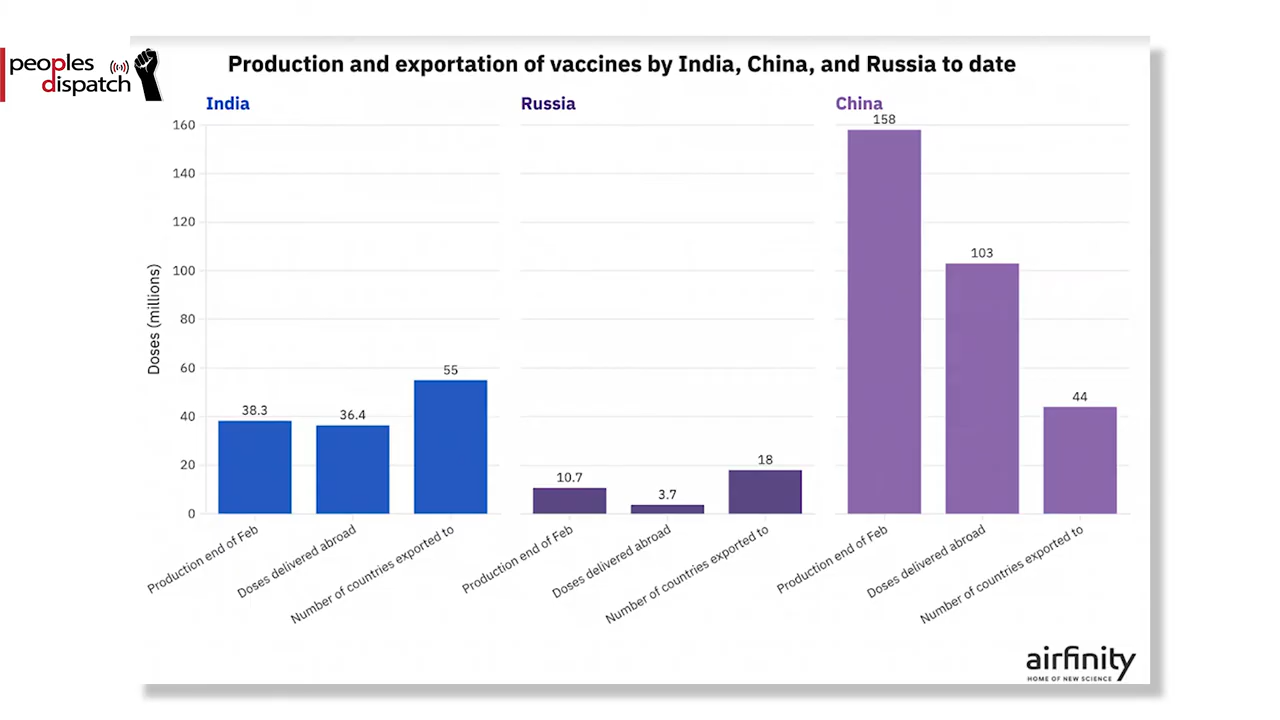 peoples
dispatch
Production and exportation of vaccines by India, China, and Russia to date
India
Russia
China
Doses (millions)
160
140
120
100
80
60
40
20
0
38.3
36.4
55
10.7
3.7
18
158
103
44
Production end of Feb
Doses delivered abroad
Number of countries exported to
Production end of Feb
Doses delivered abroad
Number of countries exported to
Production end of Feb
Doses delivered abroad
Number of countries exported to
airfinity
HOME OF NEW SCIENCE